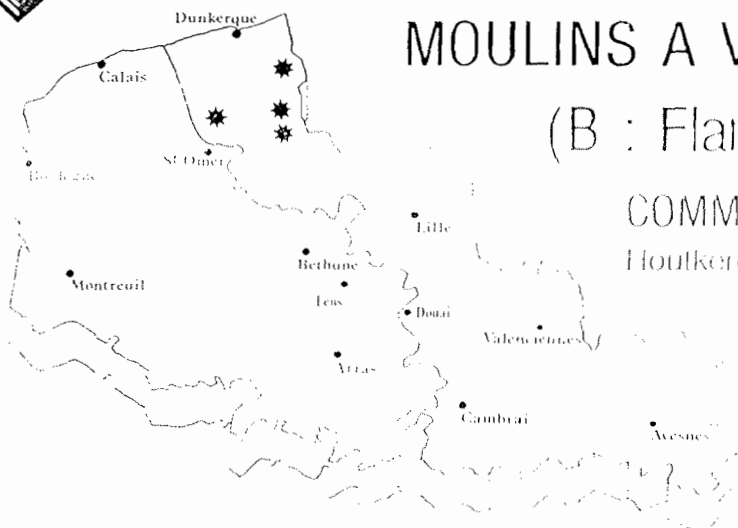 MOULINS A V
(B : Flan
COMM
Houtker
Dunkerque
Calais
St Omer
Lille
Bethune
Lens
Montreuil
Douai
Valenciennes
Arras
Cambrai
Avesnes